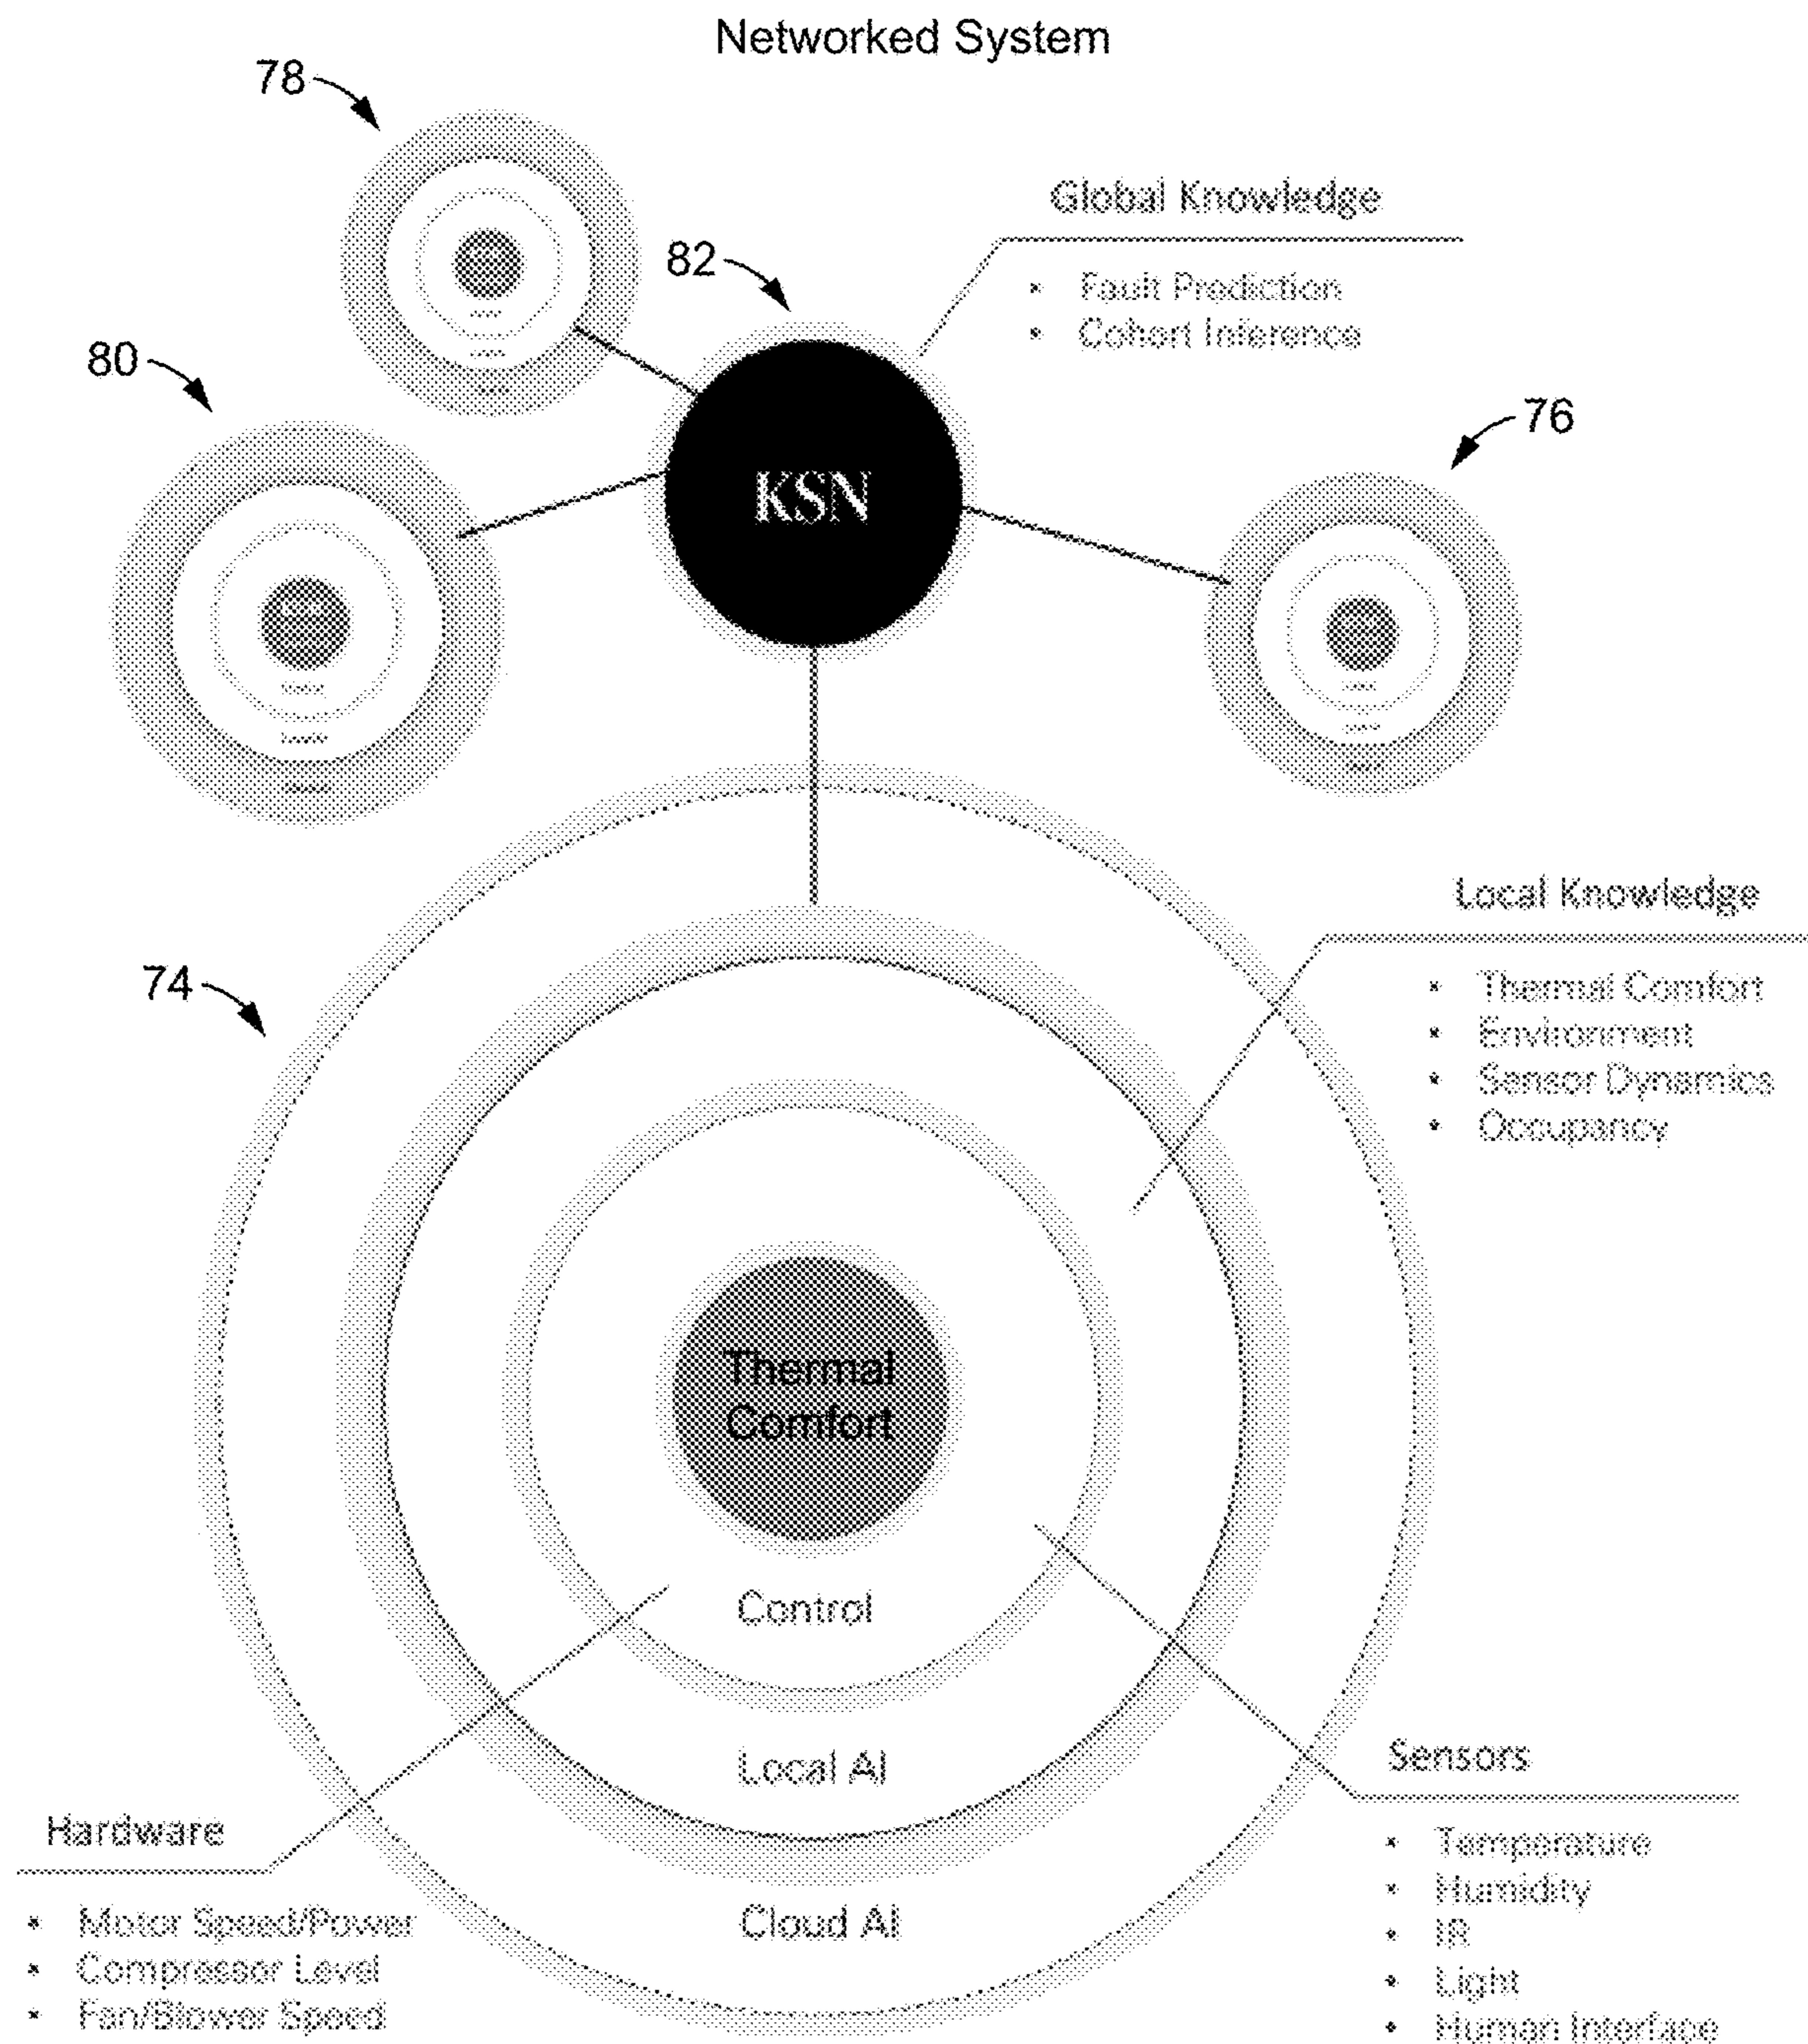 Networked System
78
Global Knowledge
82
• Fault Prediction
• Cohort Inference
80
76
KSN
Local Knowledge
74
• Thermal Comfort
• Environment
• Sensor Dynamics
• Occupancy
Thermal
Comfort
Control
Local AI
Sensors
Hardware
• Temperature
• Humidity
• Motor Speed/Power
Cloud AI
• IR
• Compressor Level
• Light
• Fan/Blower Speed
• Human Interface